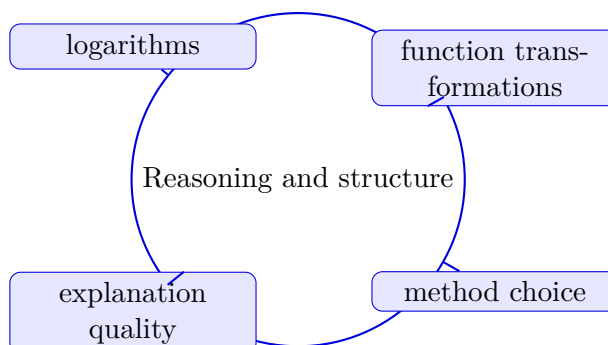 logarithms
function trans-
formations
Reasoning and structure
explanation
quality
method choice